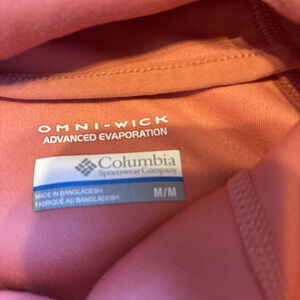 OMNI-WICK
ADVANCED EVAPORATION
Columbia
Sportswear Company
MADE IN BANGLADESH
FABRIQUÉ AU BANGLADESH
M/M